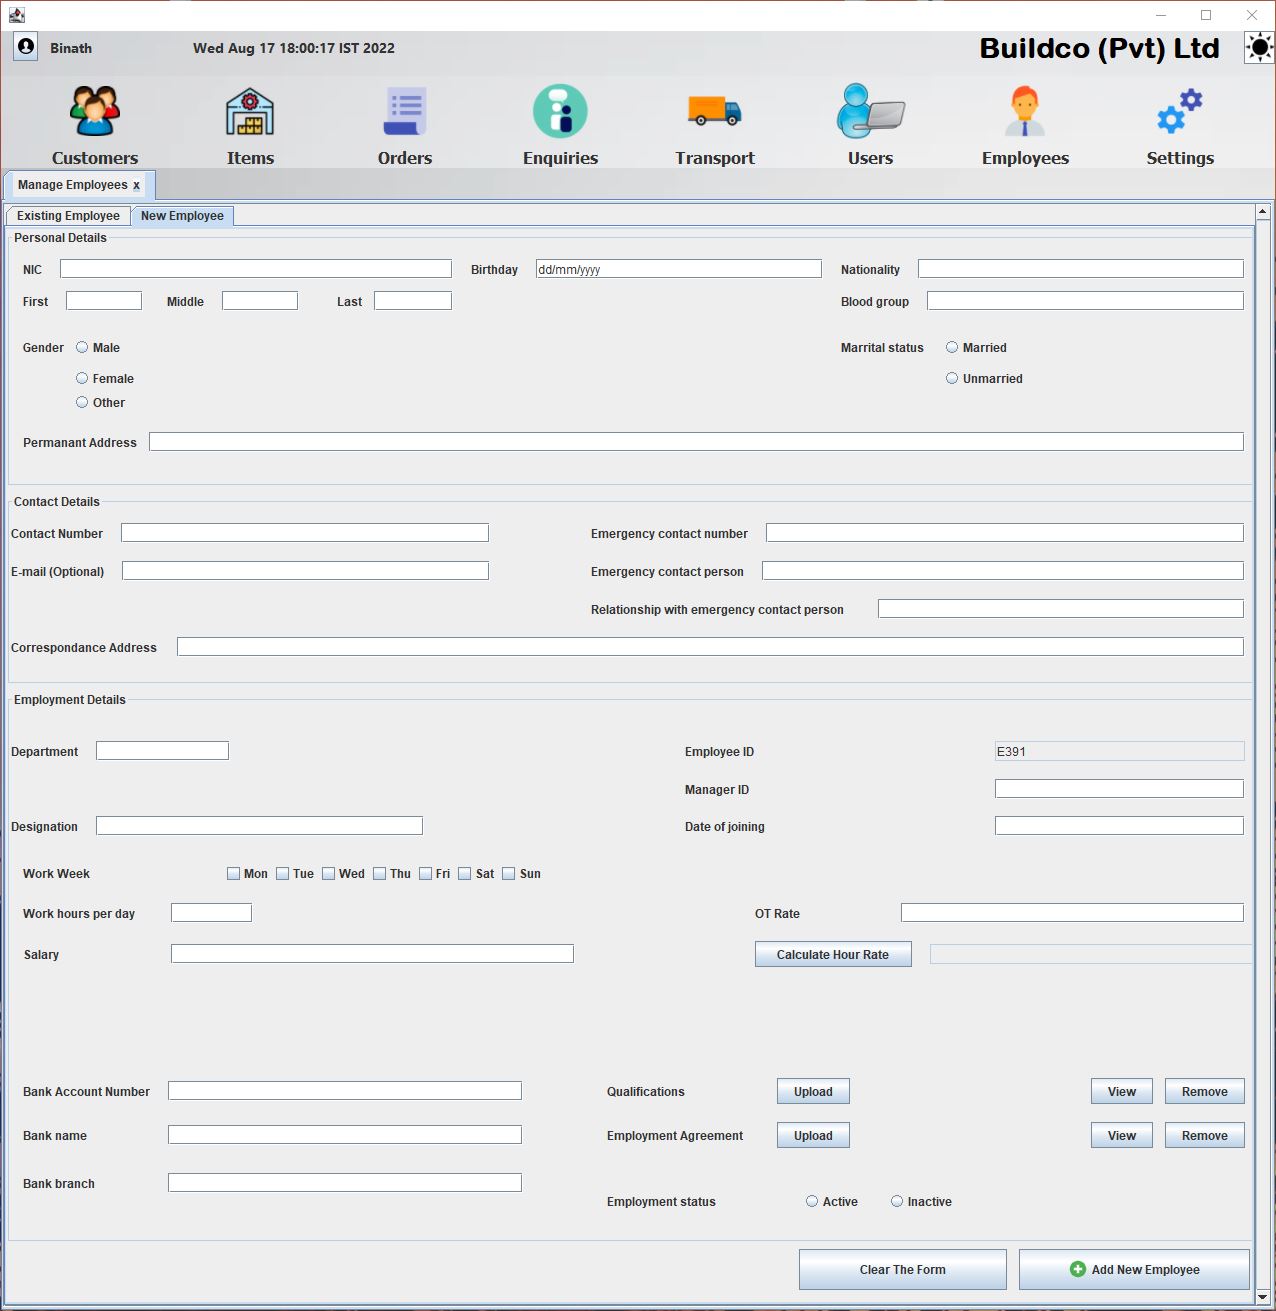 Binath Wed Aug 17 18:00:17 IST 2022 Buildco (Pvt) Ltd
Customers Items Orders Enquiries Transport Users Employees Settings
Manage Employees x
Existing Employee New Employee
Personal Details
NIC Birthday dd/mm/yyyy Nationality
First Middle Last Blood group
Gender Male Marrital status Married
Female Unmarried
Other
Permanant Address
Contact Details
Contact Number Emergency contact number
E-mail (Optional) Emergency contact person
Relationship with emergency contact person
Correspondance Address
Employment Details
Department Employee ID E391
Manager ID
Designation Date of joining
Work Week Mon Tue Wed Thu Fri Sat Sun
Work hours per day OT Rate
Salary Calculate Hour Rate
Bank Account Number Qualifications Upload View Remove
Bank name Employment Agreement Upload View Remove
Bank branch
Employment status Active Inactive
Clear The Form Add New Employee